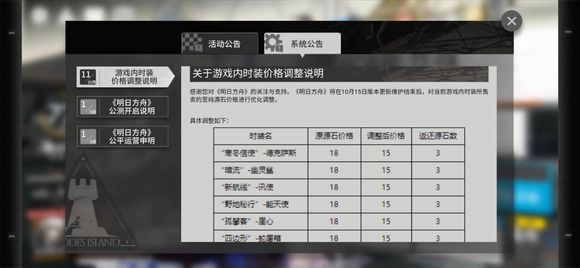 活动公告
系统公告
11
游戏内时装
价格调整说明
1
《明日方舟》
公测开启说明
1
《明日方舟》
公平运营申明
关于游戏内时装价格调整说明
感谢您对《明日方舟》的关注与支持。《明日方舟》将在10月15日版本更新维护结束后，对当前游戏内时装所售
卖的至纯源石价格进行优化调整。
具体调整如下：
时装名 原源石价格 调整后价格 返还源石数
“寒冬信使”-德克萨斯 18 15 3
“暗流”-幽灵鲨 18 15 3
“新航线”-讯使 18 15 3
“野地秘行”-能天使 18 15 3
“孤馨客”-崖心 18 15 3
“四边形”-蛇屠箱 18 15 3